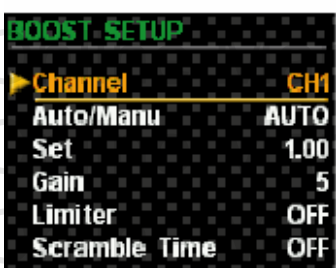 BOOST SETUP
Channel CH1
Auto/Manu AUTO
Set 1.00
Gain 5
Limiter OFF
Scramble Time OFF